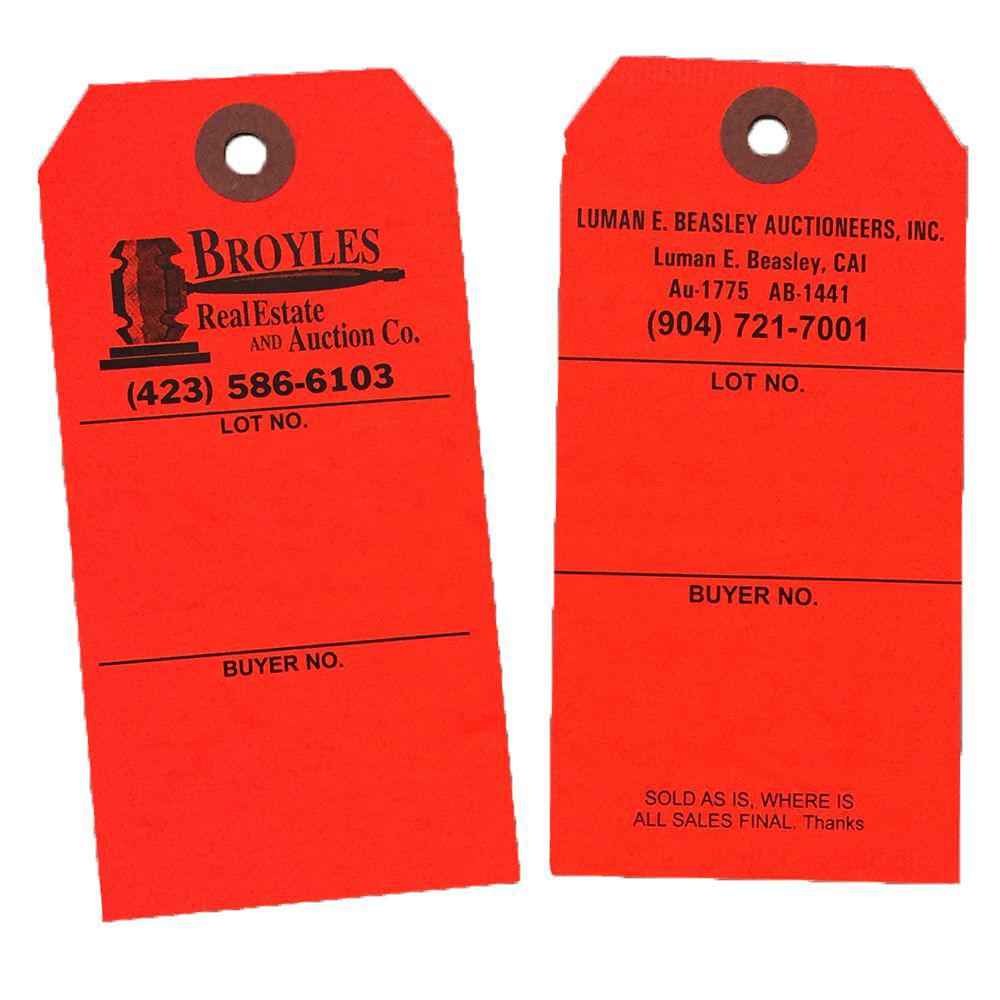 BROYLES
RealEstate
AND Auction Co.
(423) 586-6103
LOT NO.
BUYER NO.
LUMAN E. BEASLEY AUCTIONEERS, INC.
Luman E. Beasley, CAI
Au-1775 AB-1441
(904) 721-7001
LOT NO.
BUYER NO.
SOLD AS IS, WHERE IS
ALL SALES FINAL. Thanks